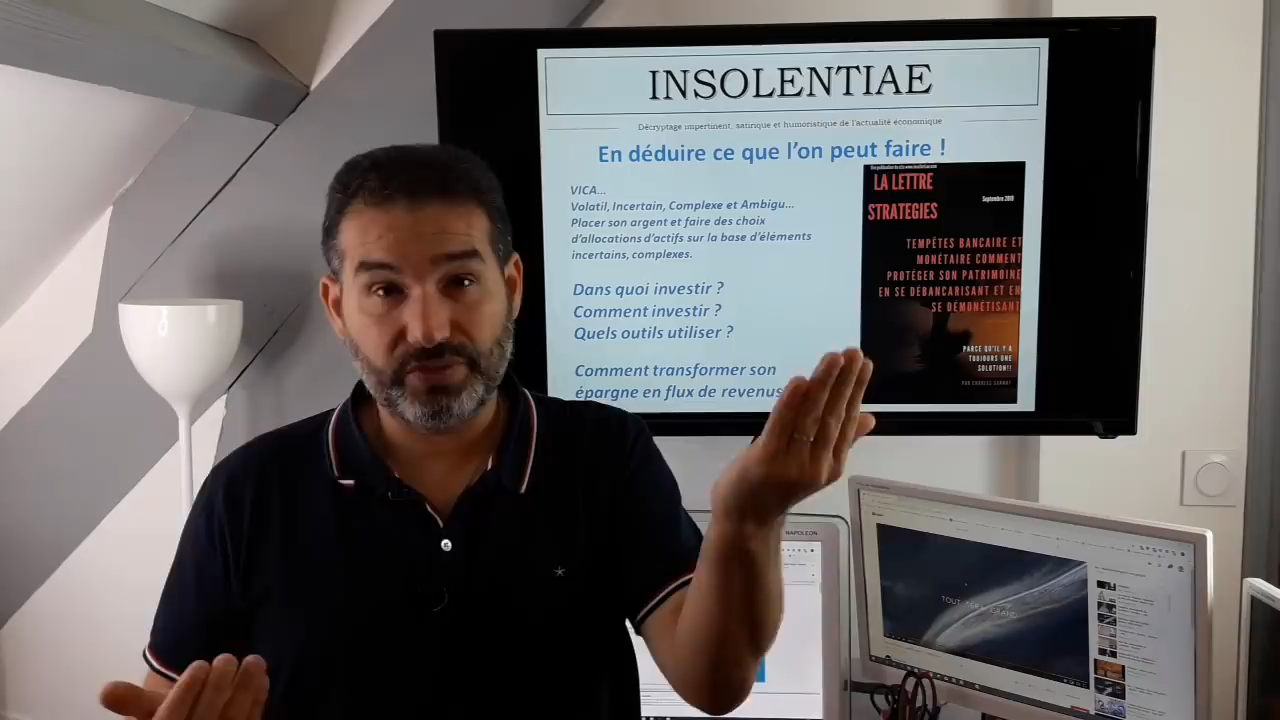 INSOLENTIAE
Décryptage impertinent, satirique et humoristique de l'actualité économique
En déduire ce que l'on peut faire !
VICA...
Volatil, Incertain, Complexe et Ambigu...
Placer son argent et faire des choix
d'allocations d'actifs sur la base d'éléments
incertains, complexes.
Dans quoi investir ?
Comment investir ?
Quels outils utiliser ?
Comment transformer son
épargne en flux de revenus
LA LETTRE
STRATEGIES
Septembre 2019
TEMPÊTES BANCAIRE ET
MONÉTAIRE COMMENT
PROTÉGER SON PATRIMOINE
EN SE DÉBANCARISANT ET EN
SE DÉMONÉTISANT
PARCE QU'IL Y A
TOUJOURS UNE
SOLUTION!!
PAR CHARLES SANNAT
NAPOLEON
TOUT SERA GRAND